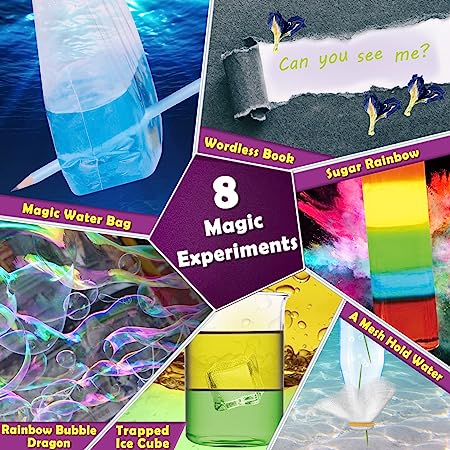 Can you see me?
Wordless Book
Sugar Rainbow
Magic Water Bag
8
Magic
Experiments
A Mesh Hold Water
Rainbow Bubble
Dragon
Trapped
Ice Cube